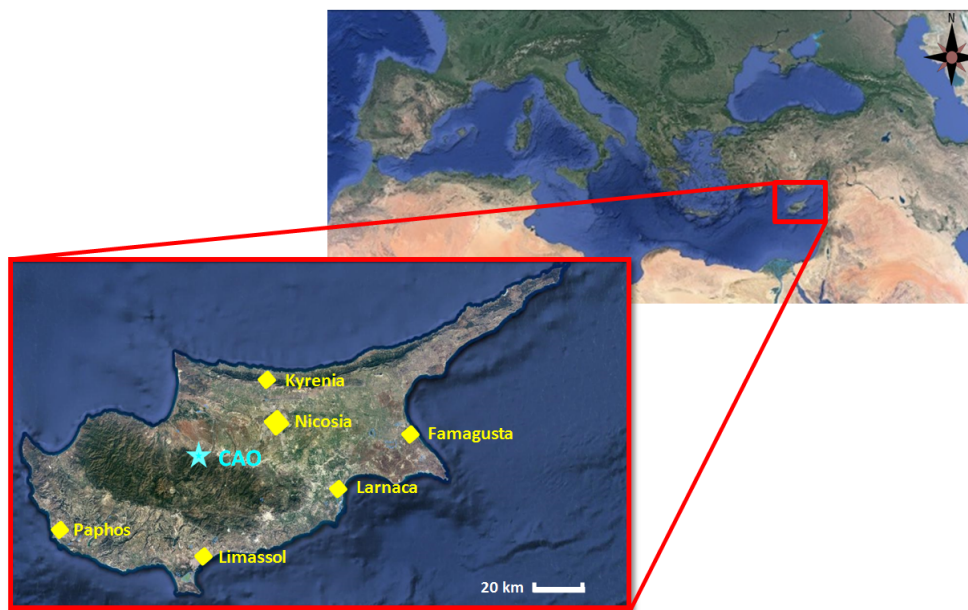 N
Kyrenia
Nicosia
Famagusta
CAO
Larnaca
Paphos
Limassol
20 km